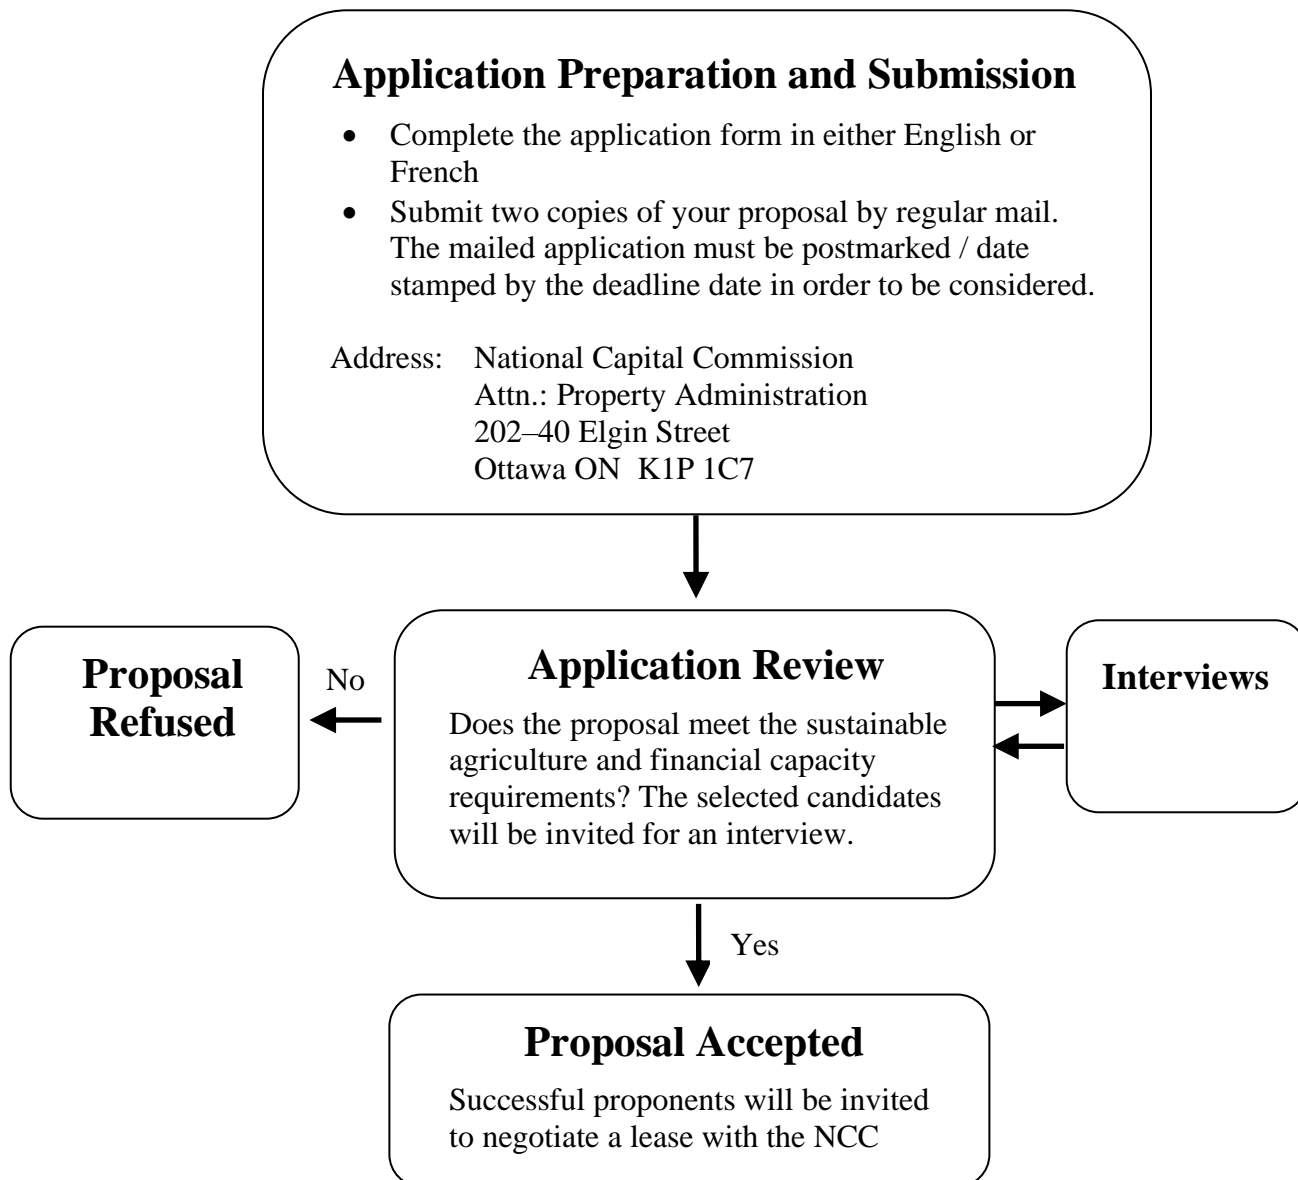 Application Preparation and Submission
• Complete the application form in either English or
French
• Submit two copies of your proposal by regular mail.
The mailed application must be postmarked / date
stamped by the deadline date in order to be considered.
Address: National Capital Commission
Attn.: Property Administration
202–40 Elgin Street
Ottawa ON K1P 1C7
Proposal
Refused
No
Application Review
Does the proposal meet the sustainable
agriculture and financial capacity
requirements? The selected candidates
will be invited for an interview.
Interviews
Yes
Proposal Accepted
Successful proponents will be invited
to negotiate a lease with the NCC